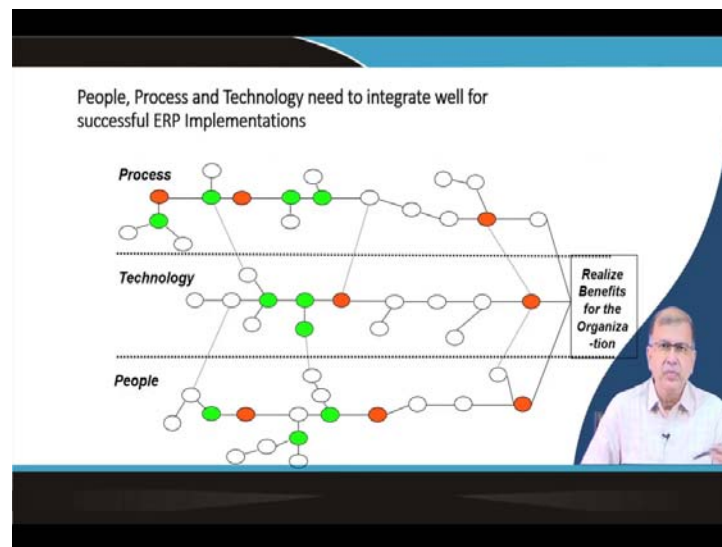 People, Process and Technology need to integrate well for
successful ERP Implementations
Process
Technology
People
Realize
Benefits
for the
Organiza
-tion